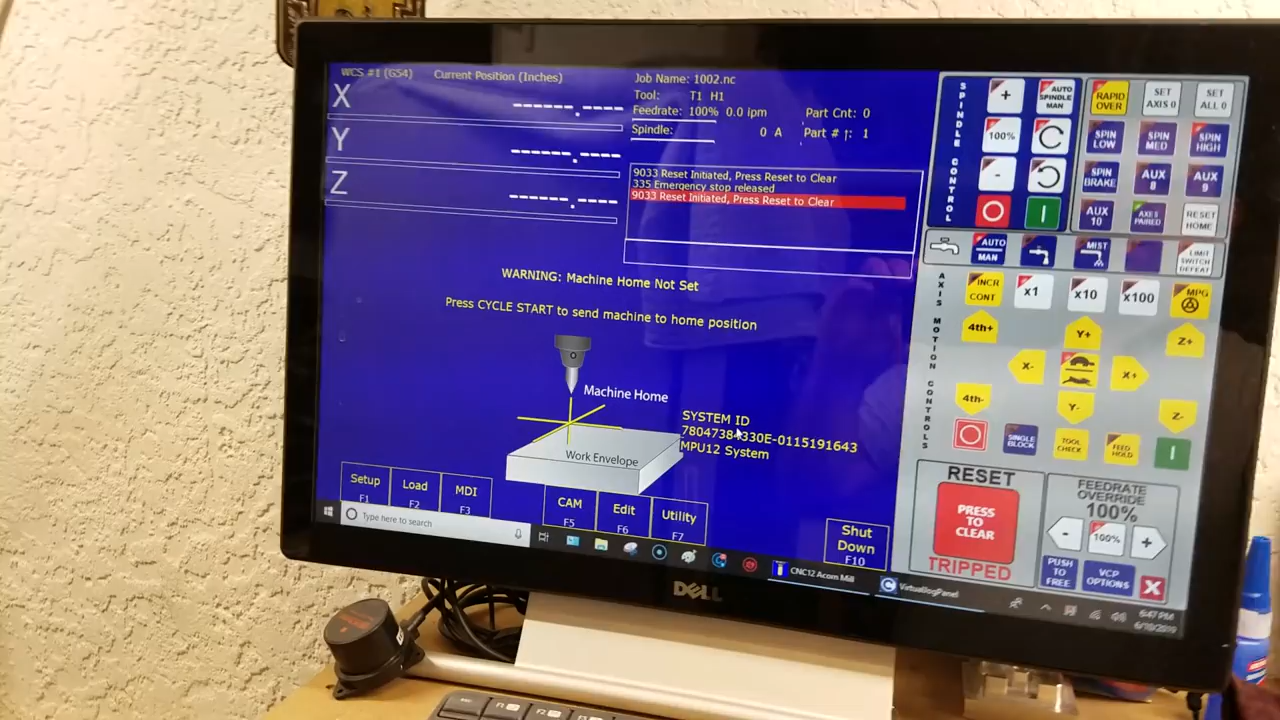 WCS #1 (G54) Current Position (Inches)
X
Y
Z
Job Name: 1002.nc
Tool: T1 H1
Feedrate: 100% 0.0 ipm Part Cnt: 0
Spindle: 0 A Part #↑: 1
9033 Reset Initiated, Press Reset to Clear
335 Emergency stop released
9033 Reset Initiated, Press Reset to Clear
WARNING: Machine Home Not Set
Press CYCLE START to send machine to home position
Machine Home
Work Envelope
SYSTEM ID
MPU12 System
Setup
F1
Load
F2
MDI
F3
CAM
F5
Edit
F6
Utility
F7
Shut
Down
F10
Type here to search
CNC12 Acorn Mill
6:47 PM
6/10/2019
DELL
SPINDLE CONTROL
+
AUTO
SPINDLE
MAN
100%
-
RAPID
OVER
SET
AXIS 0
SET
ALL 0
SPIN
LOW
SPIN
MED
SPIN
HIGH
SPIN
BRAKE
AUX
8
AUX
9
AUX
10
AXES
PAIRED
RESET
HOME
AUTO
MAN
MIST
LIMIT
SWITCH
DEFEAT
AXIS MOTION CONTROLS
INCR
CONT
x1
x10
x100
MPG
4th+
Y+
Z+
X-
X+
4th-
Y-
Z-
SINGLE
BLOCK
TOOL
CHECK
FEED
HOLD
RESET
PRESS
TO
CLEAR
TRIPPED
FEEDRATE
OVERRIDE
100%
-
100%
+
PUSH
TO
FREE
VCP
OPTIONS
X